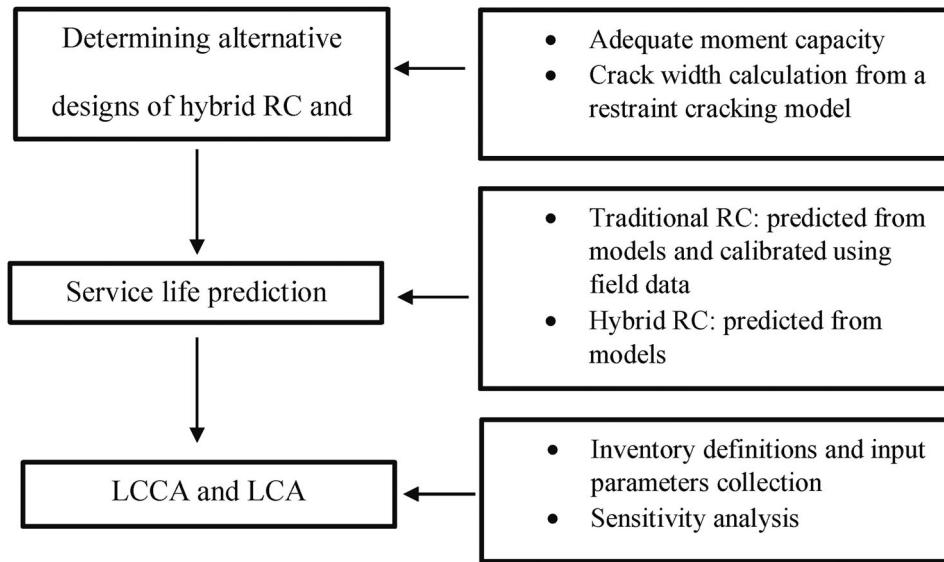 Determining alternative
designs of hybrid RC and
• Adequate moment capacity
• Crack width calculation from a
restraint cracking model
Service life prediction
• Traditional RC: predicted from
models and calibrated using
field data
• Hybrid RC: predicted from
models
LCCA and LCA
• Inventory definitions and input
parameters collection
• Sensitivity analysis